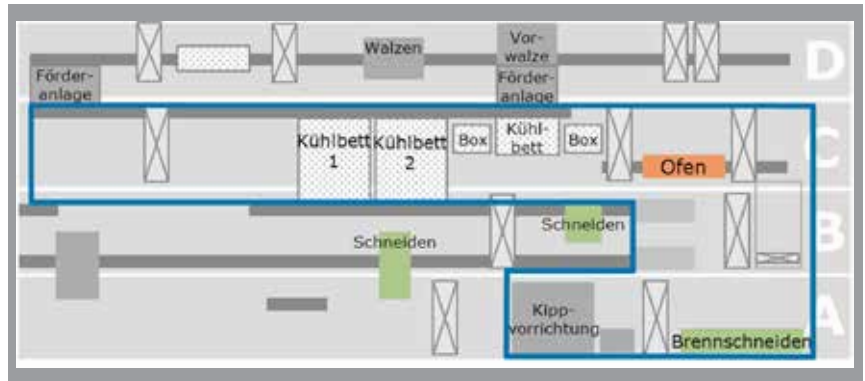 Walzen
Vor-
walze
D
Förder-
anlage
Förder-
anlage
Kühlbett
1
Kühlbett
2
Box
Kühl-
bett
Box
C
Ofen
Schneiden
Schneiden
B
Kipp-
vorrichtung
Brennschneiden
A